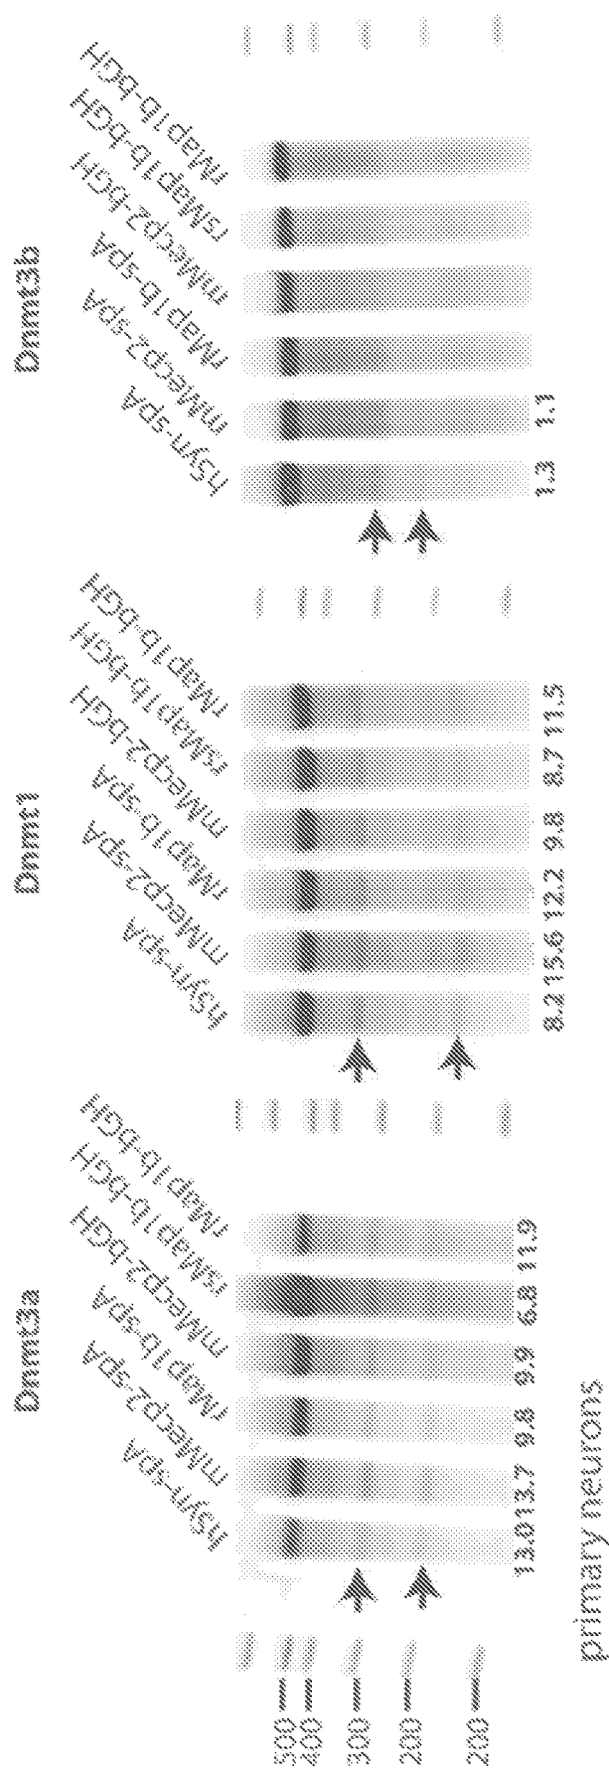 Dnmt3a
hSyn-spA
mMecp2-spA
rMap1b-spA
mMecp2-bGH
rsMap1b-bGH
rMap1b-bGH
500
400
300
200
200
13.0 13.7 9.8 9.9 6.8 11.9
Dnmt1
hSyn-spA
mMecp2-spA
rMap1b-spA
mMecp2-bGH
rsMap1b-bGH
rMap1b-bGH
8.2 15.6 12.2 9.8 8.7 11.5
Dnmt3b
hSyn-spA
mMecp2-spA
rMap1b-spA
mMecp2-bGH
rsMap1b-bGH
rMap1b-bGH
1.3 1.1
primary neurons